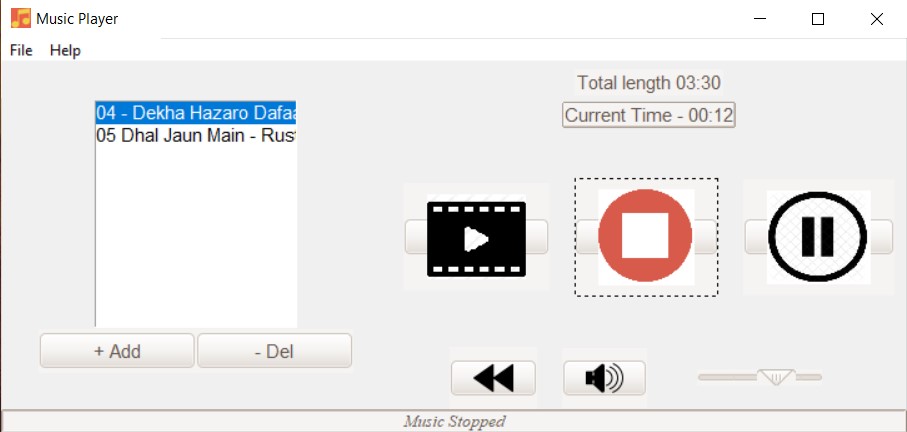 Music Player
File Help
Total length 03:30
Current Time - 00:12
04 - Dekha Hazaro Dafaa
05 Dhal Jaun Main - Rust
+ Add
- Del
Music Stopped